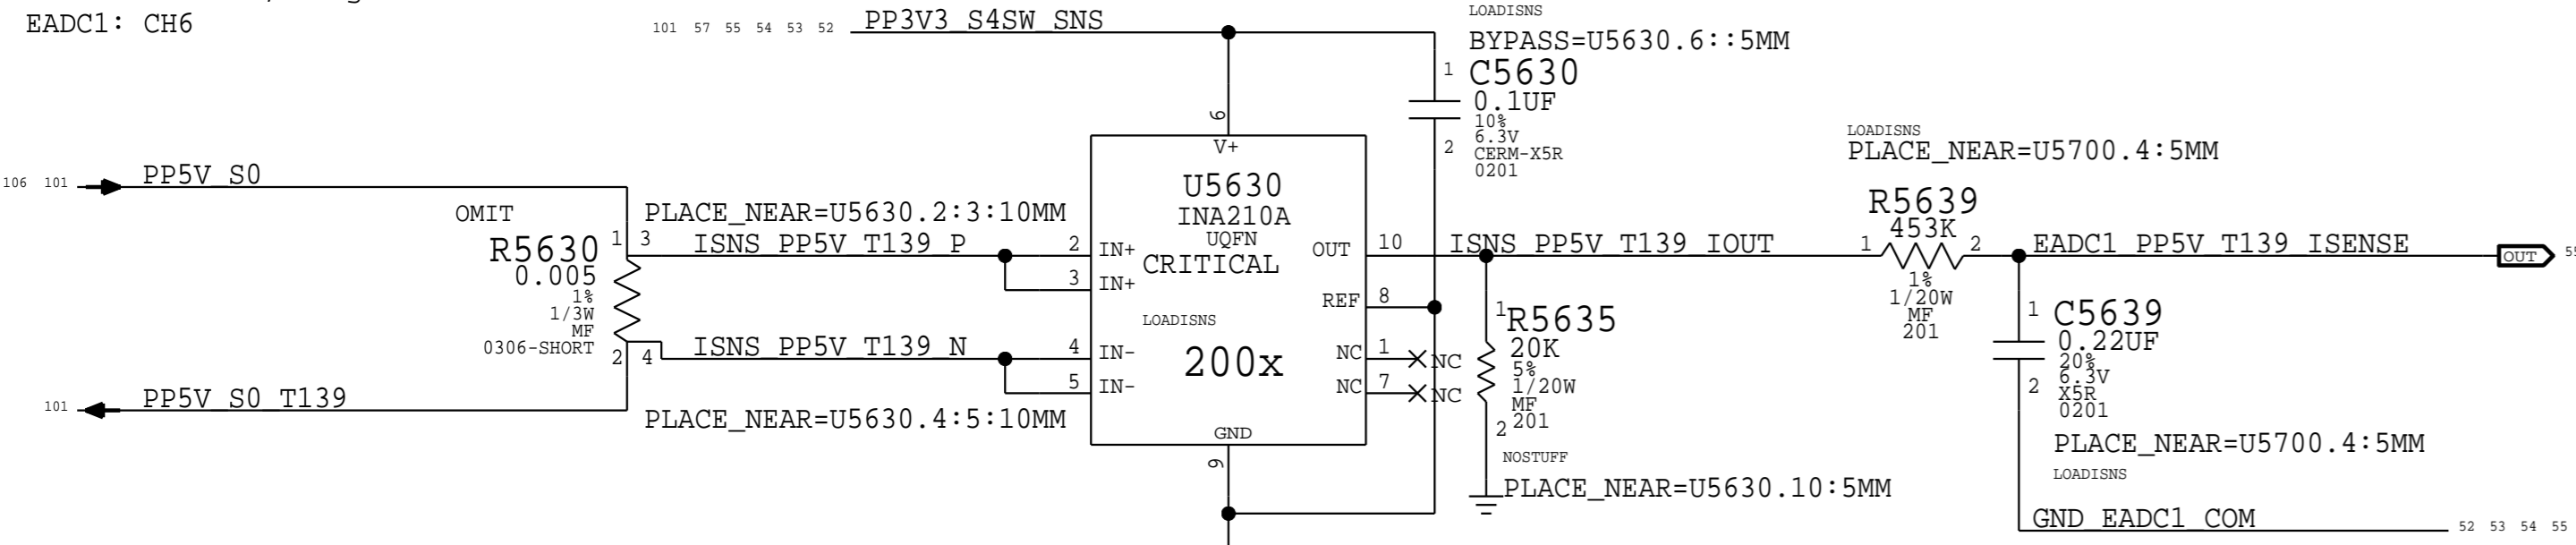 EADC1: CH6
101 57 55 54 53 52 PP3V3_S4SW_SNS
LOADISNS
BYPASS=U5630.6::5MM
1
C5630
0.1UF
10%
6.3V
CERM-X5R
0201
2
6
V+
U5630
INA210A
UQFN
CRITICAL
LOADISNS
200x
GND
9
106 101 PP5V_S0
OMIT
R5630
0.005
1%
1/3W
MF
0306-SHORT
1 3
2 4
PLACE_NEAR=U5630.2:3:10MM
ISNS_PP5V_T139_P
2 IN+
3 IN+
ISNS_PP5V_T139_N
4 IN-
5 IN-
PLACE_NEAR=U5630.4:5:10MM
101 PP5V_S0_T139
OUT 10
REF 8
NC 1 NC
NC 7 NC
ISNS_PP5V_T139_IOUT
1
R5635
20K
5%
1/20W
MF
201
2
NOSTUFF
PLACE_NEAR=U5630.10:5MM
LOADISNS
PLACE_NEAR=U5700.4:5MM
R5639
453K
1 2
1%
1/20W
MF
201
EADC1_PP5V_T139_ISENSE
OUT
55
1
C5639
0.22UF
20%
6.3V
X5R
0201
2
PLACE_NEAR=U5700.4:5MM
LOADISNS
GND_EADC1_COM 52 53 54 55